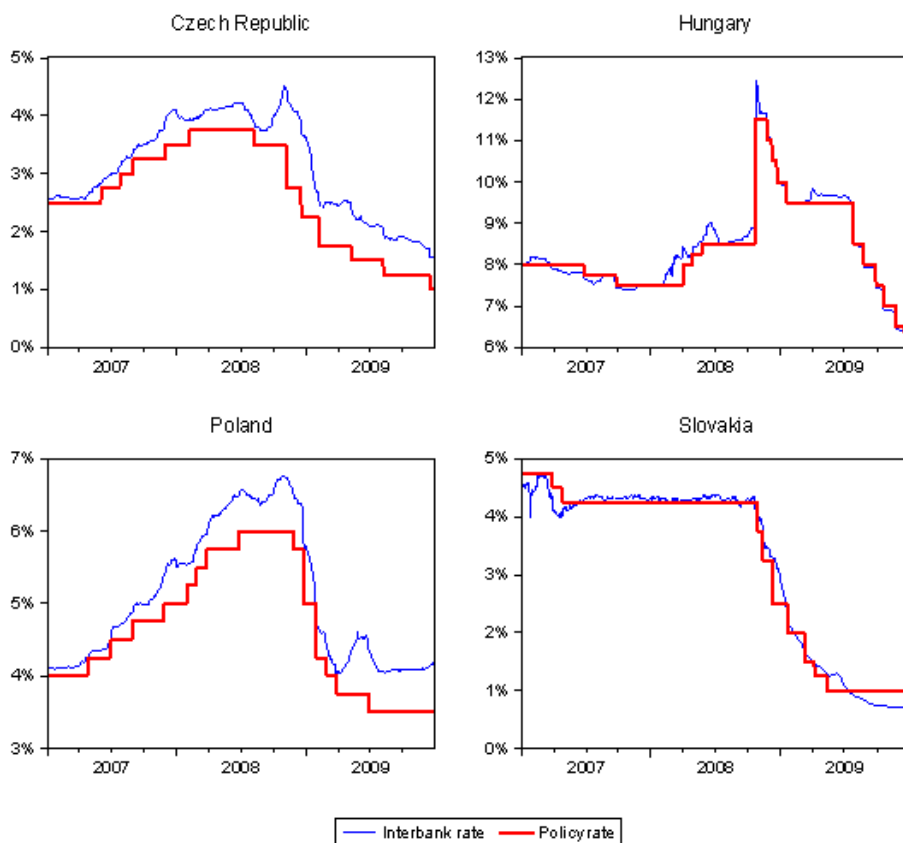 Czech Republic
5%
4%
3%
2%
1%
0%
2007 2008 2009
Hungary
13%
12%
11%
10%
9%
8%
7%
6%
2007 2008 2009
Poland
7%
6%
5%
4%
3%
2007 2008 2009
Slovakia
5%
4%
3%
2%
1%
0%
2007 2008 2009
Interbank rate Policy rate